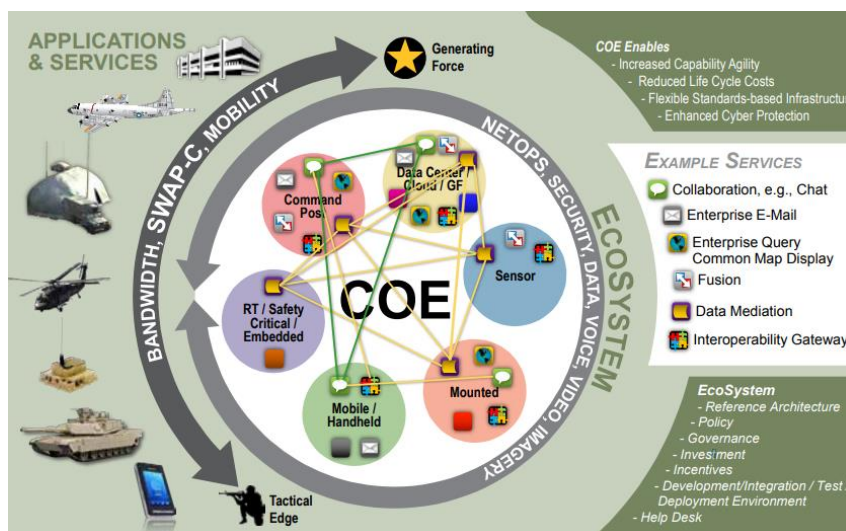 APPLICATIONS
& SERVICES
Generating
Force
BANDWIDTH, SWAP-C, MOBILITY
NETOPS, SECURITY, DATA, VOICE, VIDEO, IMAGERY
ECOSYSTEM
Tactical
Edge
Command
Post
Data Center /
Cloud / GF
Sensor
RT / Safety
Critical /
Embedded
COE
Mobile /
Handheld
Mounted
COE Enables
- Increased Capability Agility
- Reduced Life Cycle Costs
- Flexible Standards-based
- Enhanced Cyber Protection
EXAMPLE SERVICES
Collaboration, e.g., Chat
Enterprise E-Mail
Enterprise Query
Common Map Display
Fusion
Data Mediation
Interoperability Gateway
EcoSystem
- Reference Architecture
- Policy
- Governance
- Investment
- Incentives
- Development/Integration / Test
Deployment Environment
- Help Desk